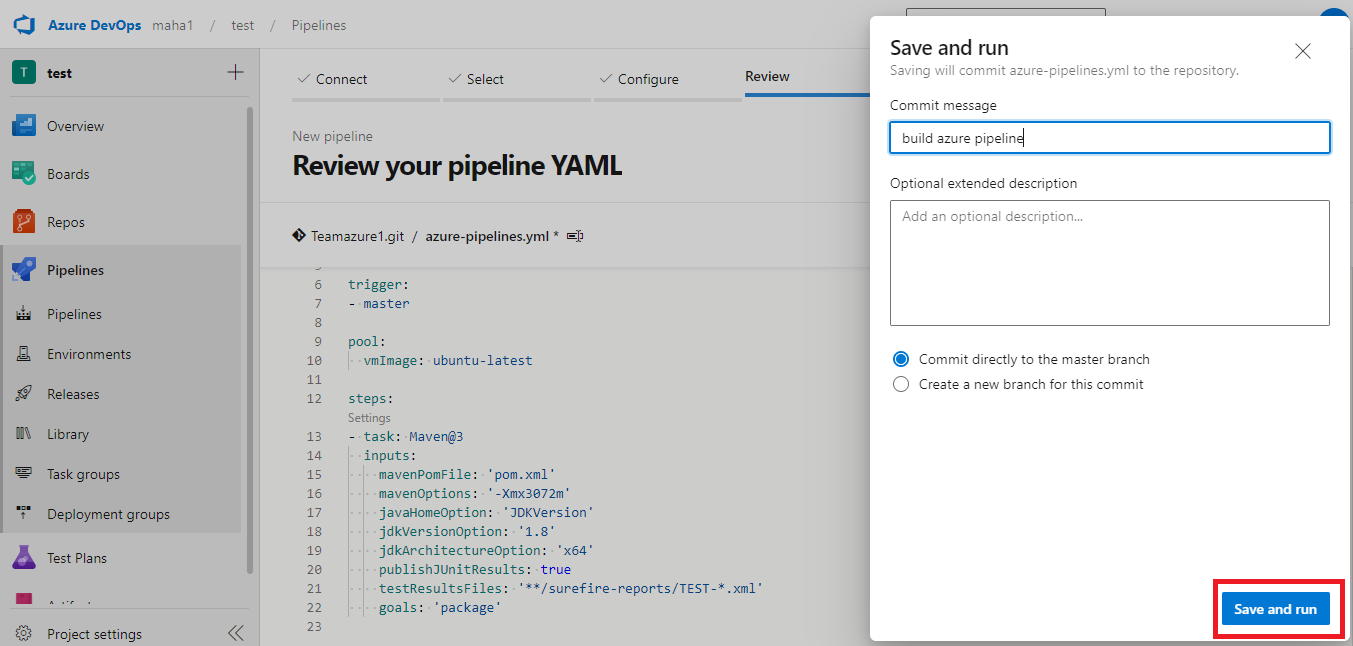 Azure DevOps maha1 / test / Pipelines
T test +
Overview
Boards
Repos
Pipelines
Pipelines
Environments
Releases
Library
Task groups
Deployment groups
Test Plans
Project settings
Connect Select Configure Review
New pipeline
Review your pipeline YAML
Teamazure1.git / azure-pipelines.yml *
6 trigger:
7 - master
8
9 pool:
10 vmImage: ubuntu-latest
11
12 steps:
Settings
13 - task: Maven@3
14 inputs:
15 mavenPomFile: 'pom.xml'
16 mavenOptions: '-Xmx3072m'
17 javaHomeOption: 'JDKVersion'
18 jdkVersionOption: '1.8'
19 jdkArchitectureOption: 'x64'
20 publishJUnitResults: true
21 testResultsFiles: '**/surefire-reports/TEST-*.xml'
22 goals: 'package'
23
Save and run
Saving will commit azure-pipelines.yml to the repository.
Commit message
build azure pipeline
Optional extended description
Add an optional description...
Commit directly to the master branch
Create a new branch for this commit
Save and run